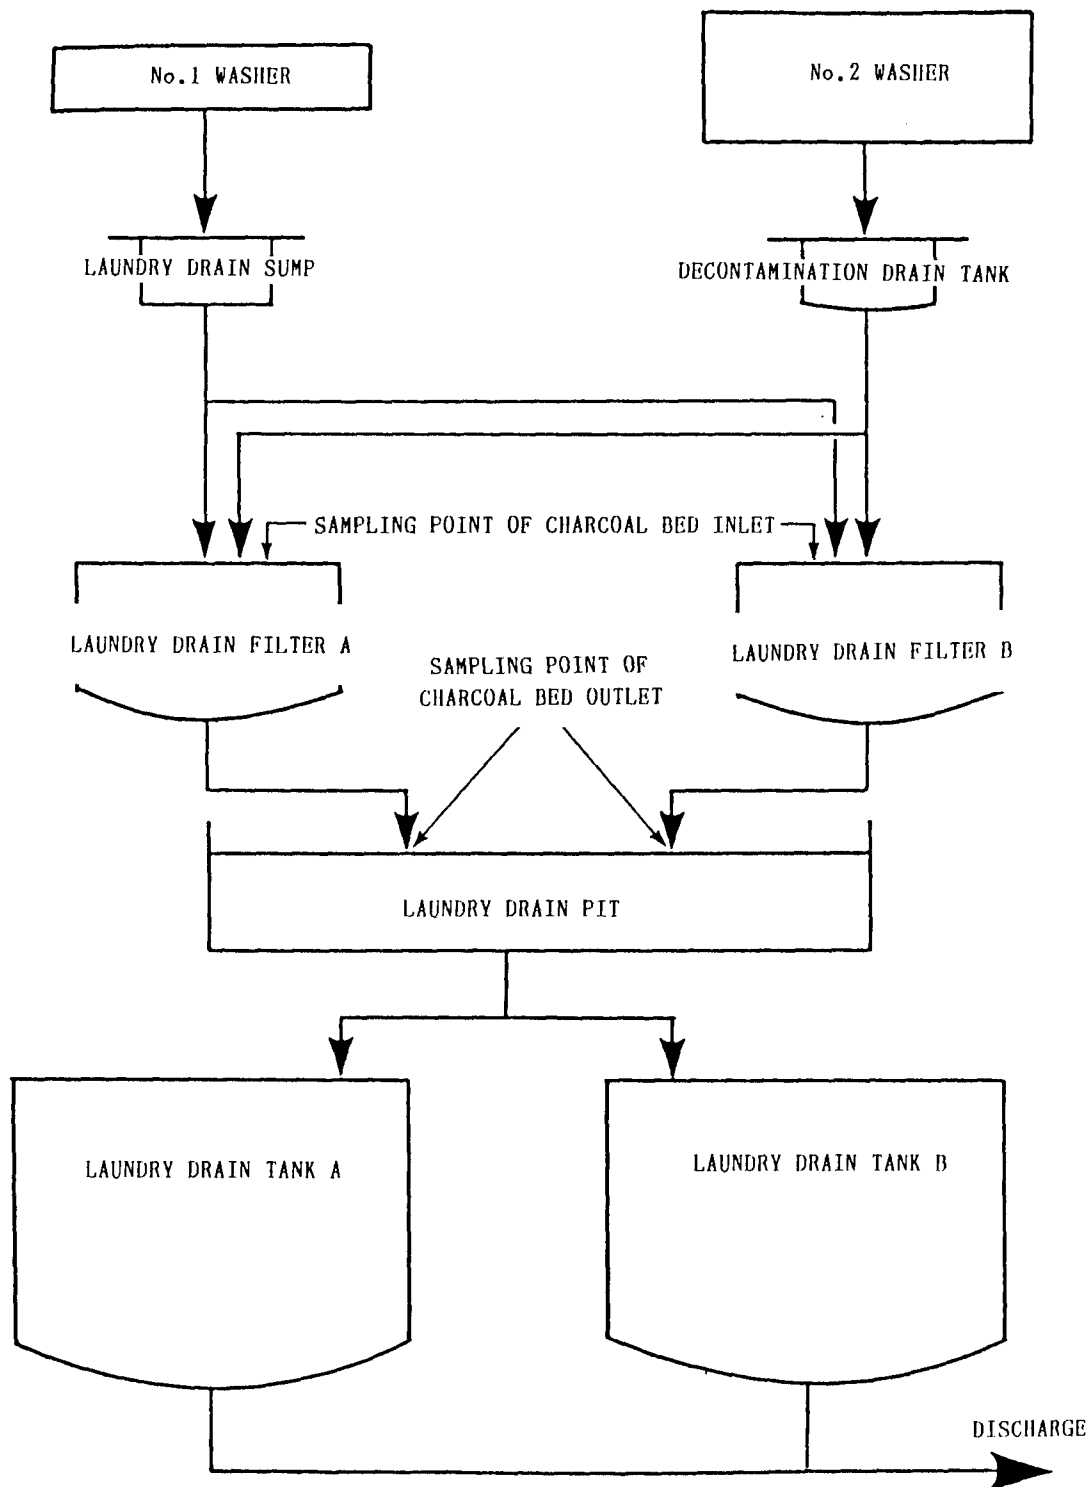 No.1 WASHER
No.2 WASHER
LAUNDRY DRAIN SUMP
DECONTAMINATION DRAIN TANK
SAMPLING POINT OF CHARCOAL BED INLET
LAUNDRY DRAIN FILTER A
LAUNDRY DRAIN FILTER B
SAMPLING POINT OF
CHARCOAL BED OUTLET
LAUNDRY DRAIN PIT
LAUNDRY DRAIN TANK A
LAUNDRY DRAIN TANK B
DISCHARGE